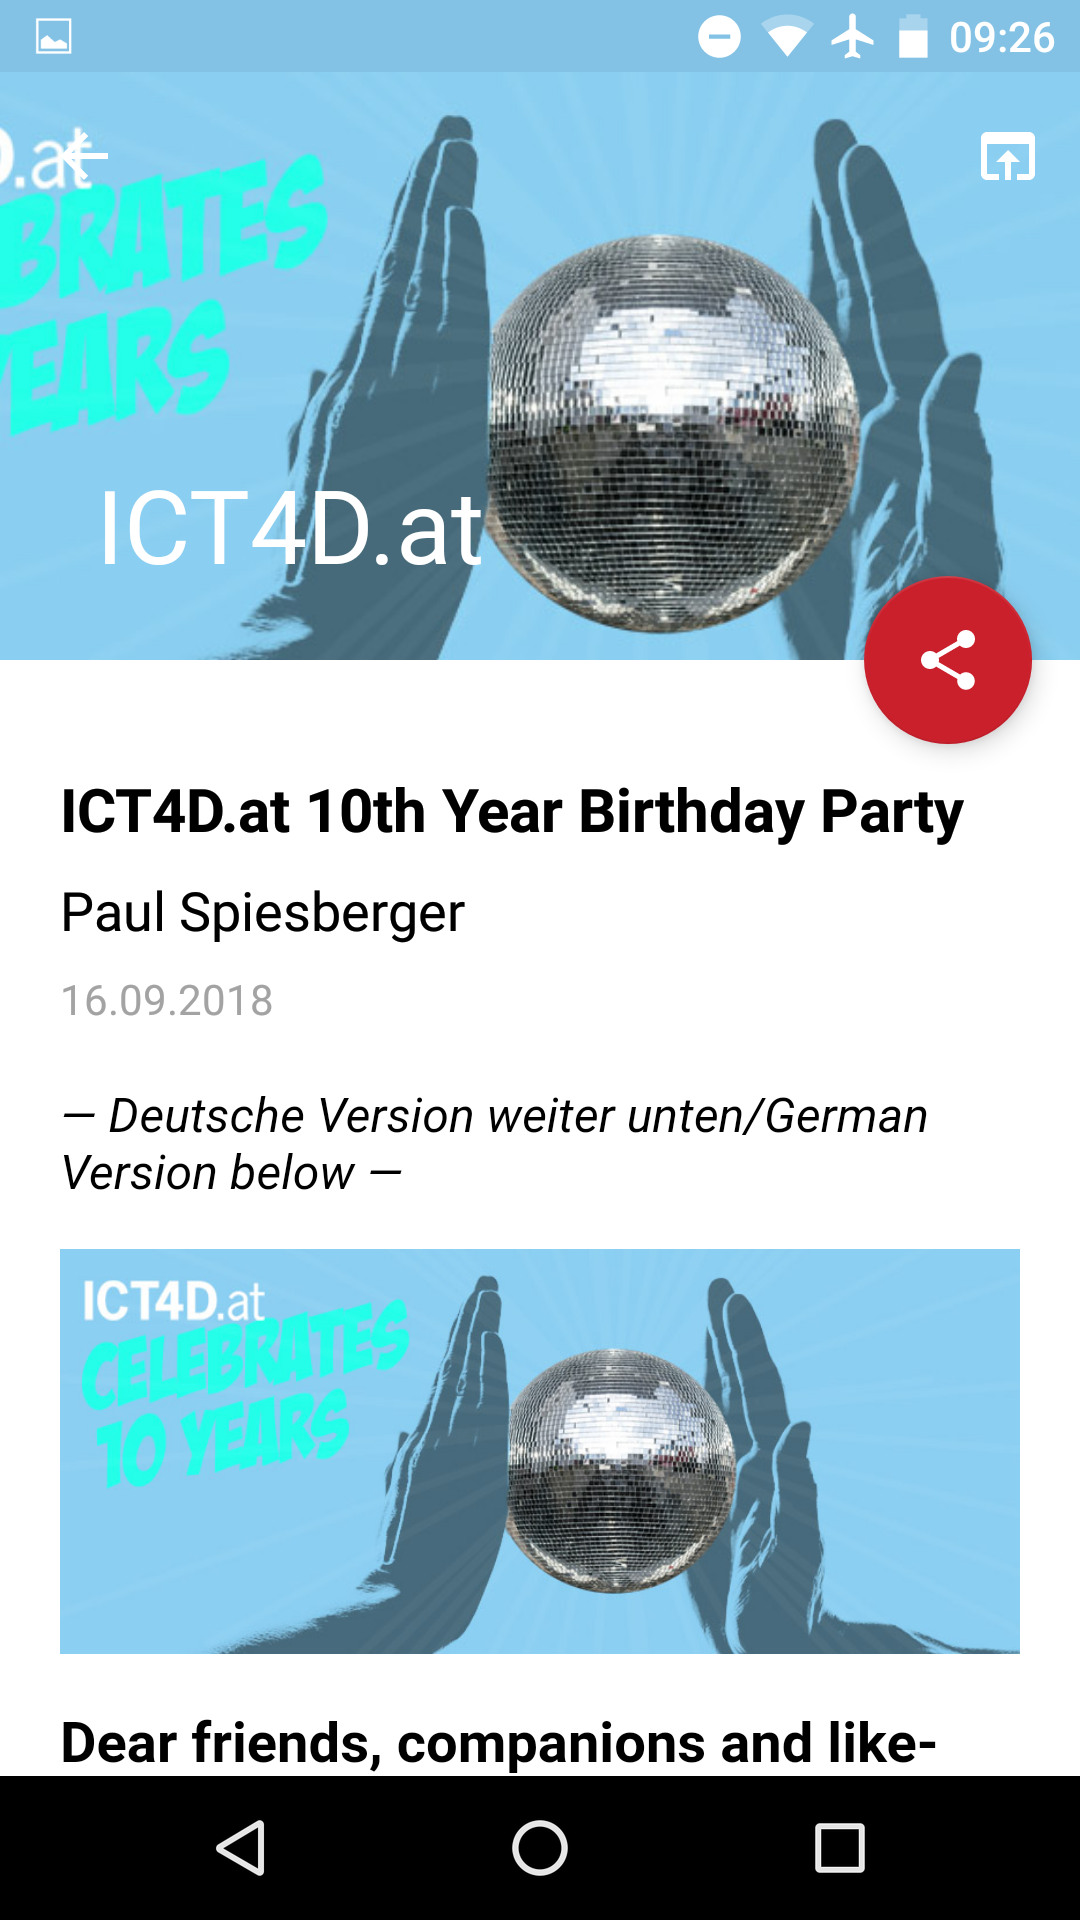 09:26
D.at
BRATES
YEARS
ICT4D.at
ICT4D.at 10th Year Birthday Party
Paul Spiesberger
16.09.2018
— Deutsche Version weiter unten/German
Version below —
ICT4D.at
CELEBRATES
10 YEARS
Dear friends, companions and like-